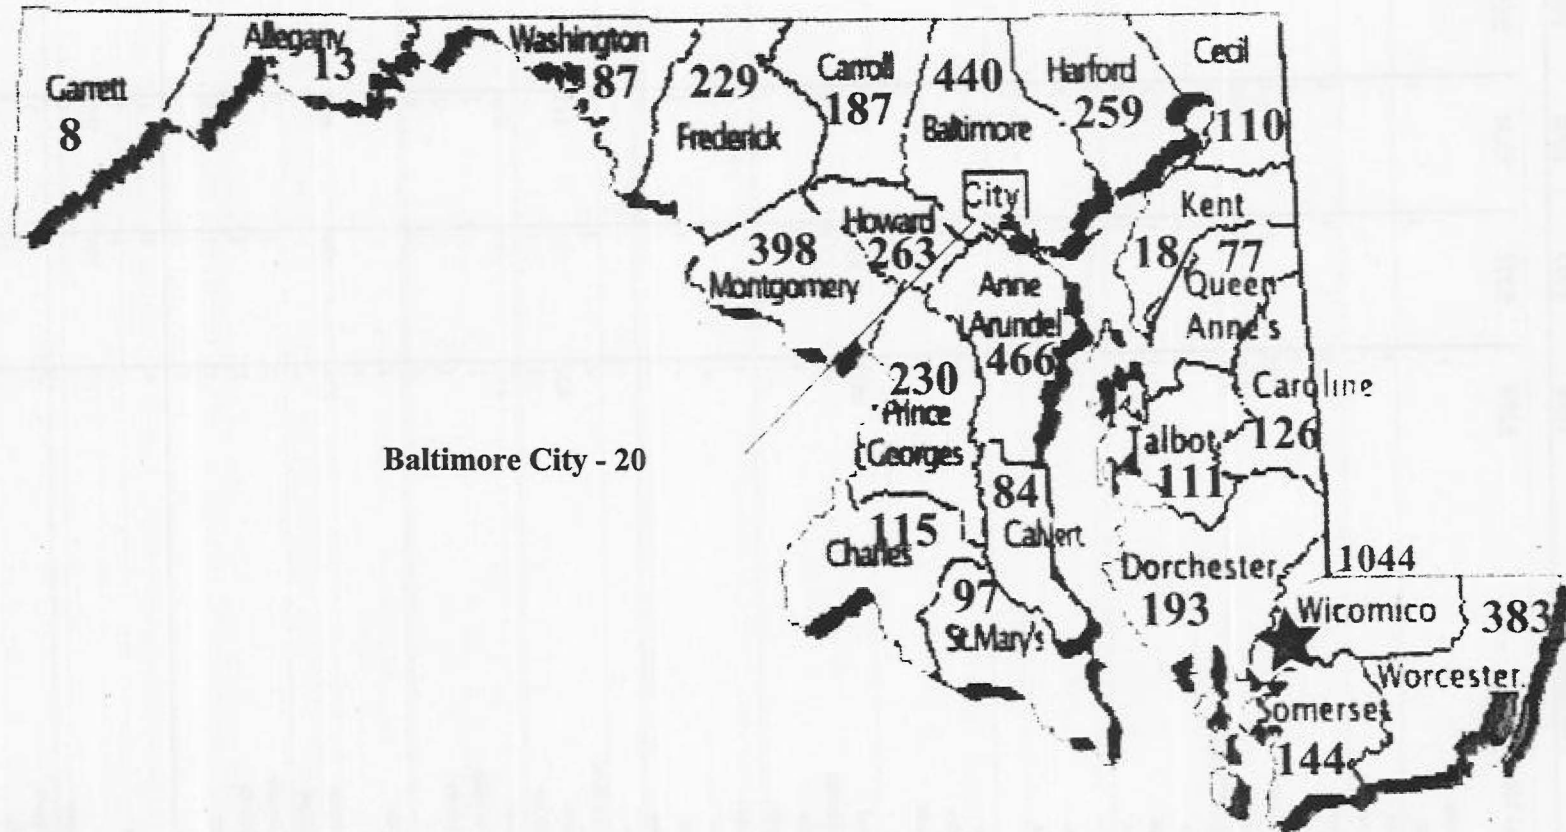 Garrett
8
Allegany
13
Washington
87
229
Frederick
Carroll
187
440
Baltimore
Harford
259
Cecil
110
City
Howard
263
398
Montgomery
Kent
18
77
Queen
Anne's
Anne
Arundel
466
230
Prince
Georges
Caroline
126
Talbot
111
Baltimore City - 20
84
Calvert
115
Charles
97
St.Mary's
Dorchester
193
1044
Wicomico
383
Worcester
Somerset
144